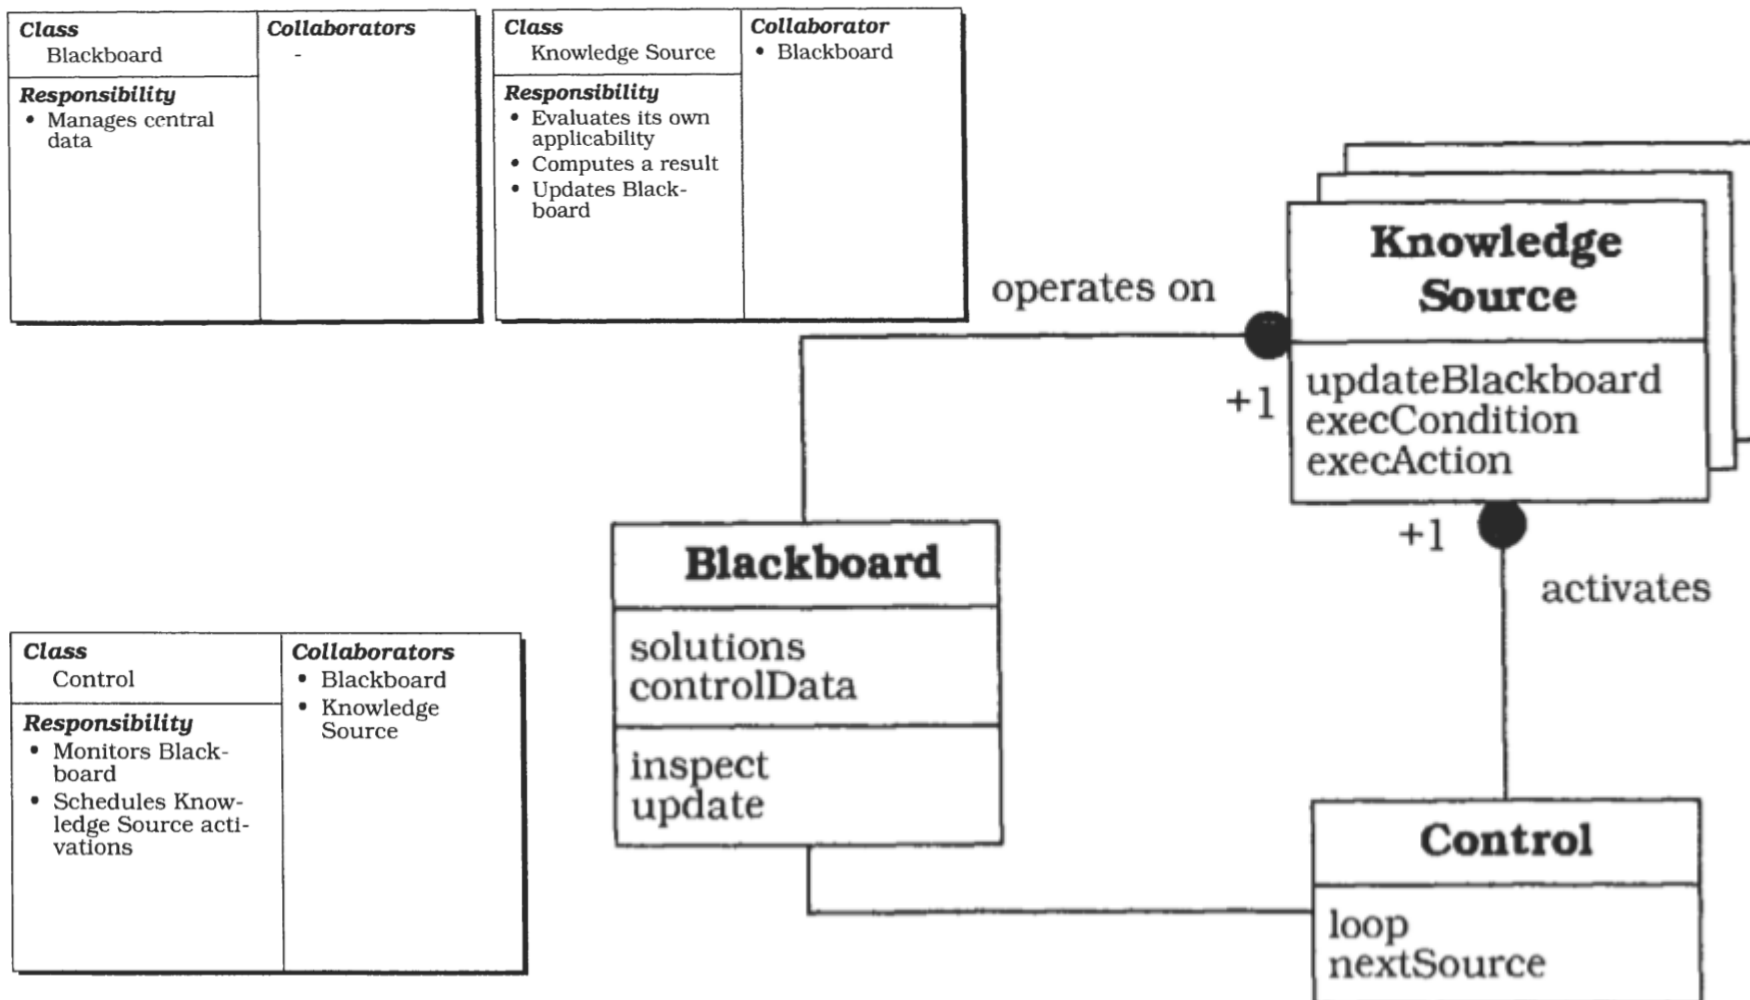 Class
Blackboard
Collaborators
-
Responsibility
• Manages central
data
Class
Knowledge Source
Collaborator
• Blackboard
Responsibility
• Evaluates its own
applicability
• Computes a result
• Updates Black-
board
operates on
+1
Knowledge
Source
updateBlackboard
execCondition
execAction
+1
activates
Blackboard
solutions
controlData
inspect
update
Class
Control
Collaborators
• Blackboard
• Knowledge
Source
Responsibility
• Monitors Black-
board
• Schedules Know-
ledge Source acti-
vations
Control
loop
nextSource